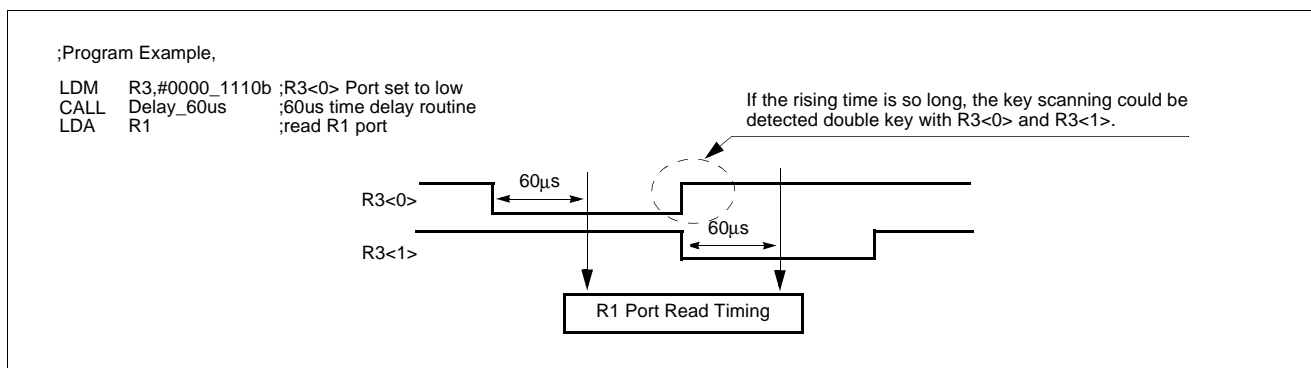 ;Program Example,
LDM R3,#0000_1110b ;R3<0> Port set to low
CALL Delay_60us ;60us time delay routine
LDA R1 ;read R1 port
If the rising time is so long, the key scanning could be
detected double key with R3<0> and R3<1>.
60μs
R3<0>
60μs
R3<1>
R1 Port Read Timing